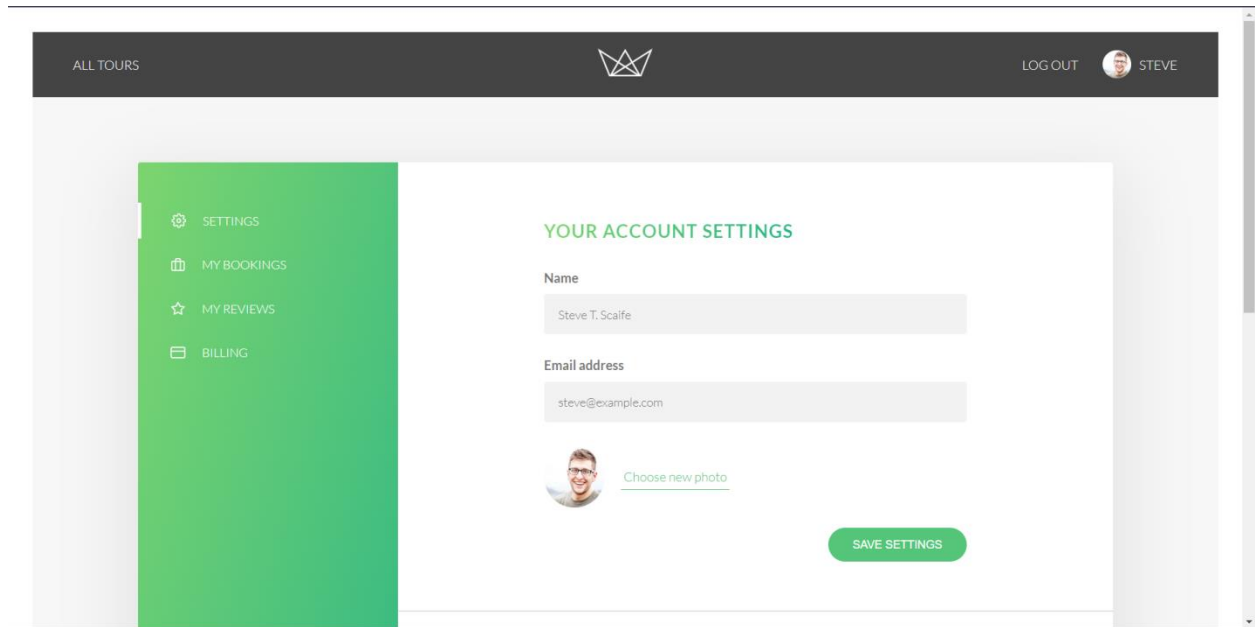 ALL TOURS
LOG OUT
STEVE
SETTINGS
MY BOOKINGS
MY REVIEWS
BILLING
YOUR ACCOUNT SETTINGS
Name
Steve T. Scaife
Email address
steve@example.com
Choose new photo
SAVE SETTINGS